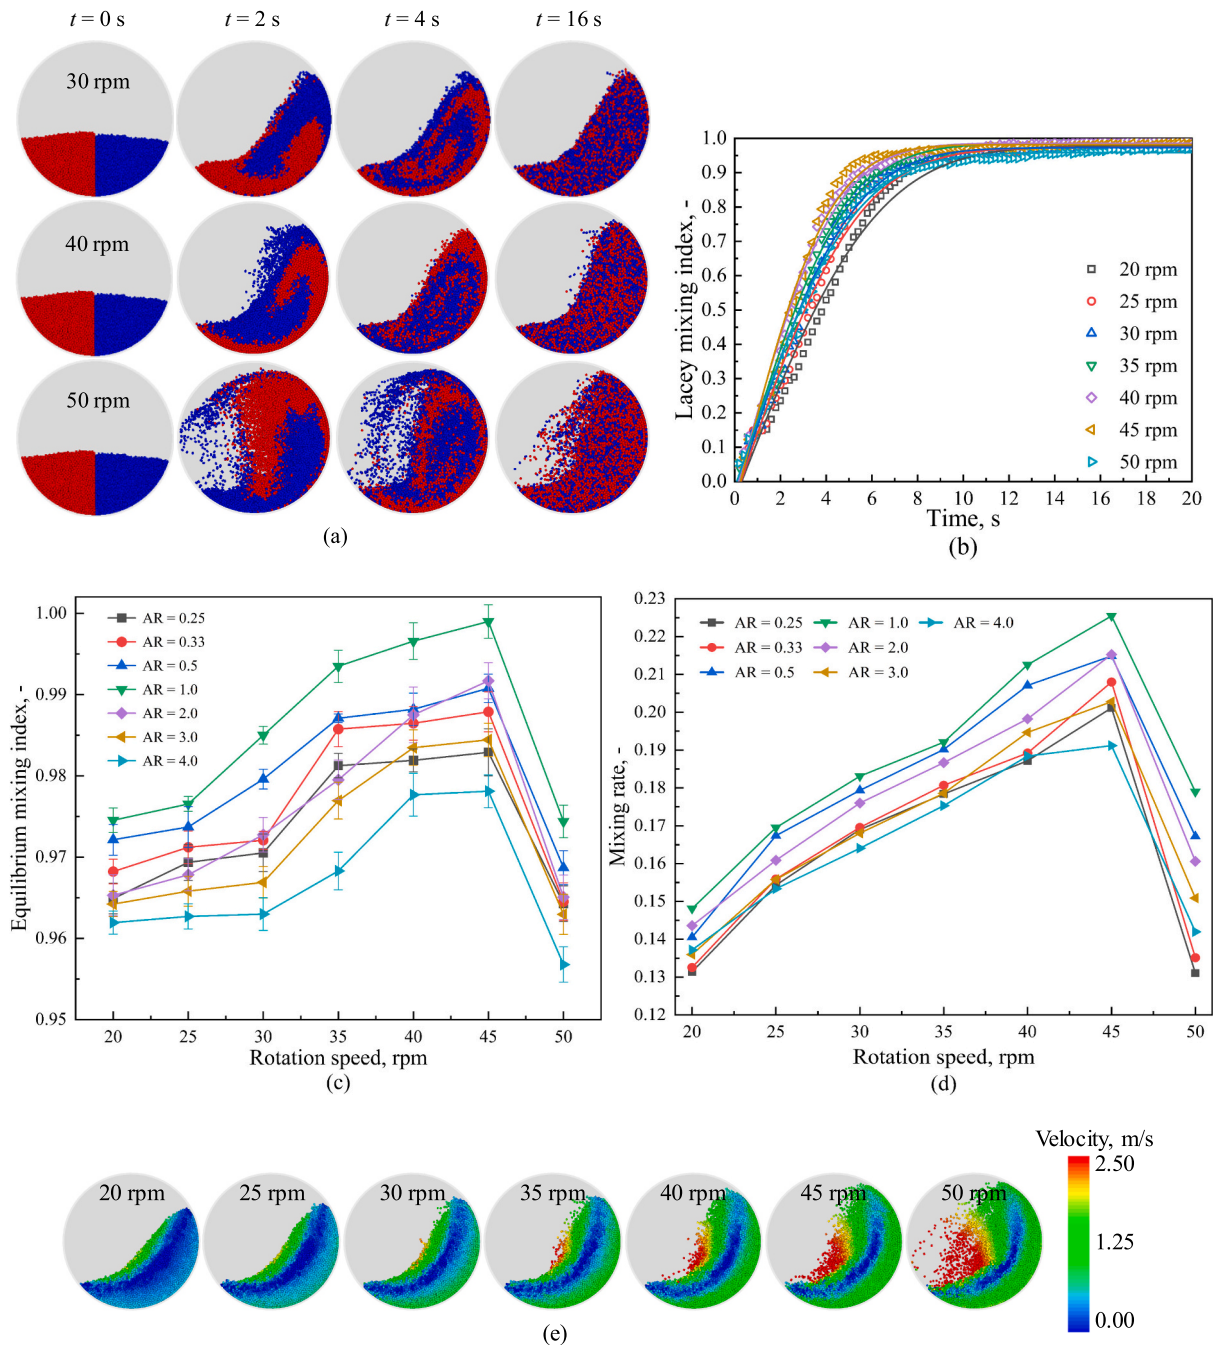 t = 0 s t = 2 s t = 4 s t = 16 s
30 rpm
40 rpm
50 rpm
(a)
1.0
0.9
0.8
0.7
0.6
0.5
0.4
0.3
0.2
0.1
0.0
Lacey mixing index, -
20 rpm
25 rpm
30 rpm
35 rpm
40 rpm
45 rpm
50 rpm
0 2 4 6 8 10 12 14 16 18 20
Time, s
(b)
1.00
0.99
0.98
0.97
0.96
0.95
Equilibrium mixing index, -
AR = 0.25
AR = 0.33
AR = 0.5
AR = 1.0
AR = 2.0
AR = 3.0
AR = 4.0
20 25 30 35 40 45 50
Rotation speed, rpm
(c)
0.23
0.22
0.21
0.20
0.19
0.18
0.17
0.16
0.15
0.14
0.13
0.12
Mixing rate, -
AR = 0.25 AR = 1.0 AR = 4.0
AR = 0.33 AR = 2.0
AR = 0.5 AR = 3.0
20 25 30 35 40 45 50
Rotation speed, rpm
(d)
Velocity, m/s
2.50
1.25
0.00
20 rpm 25 rpm 30 rpm 35 rpm 40 rpm 45 rpm 50 rpm
(e)